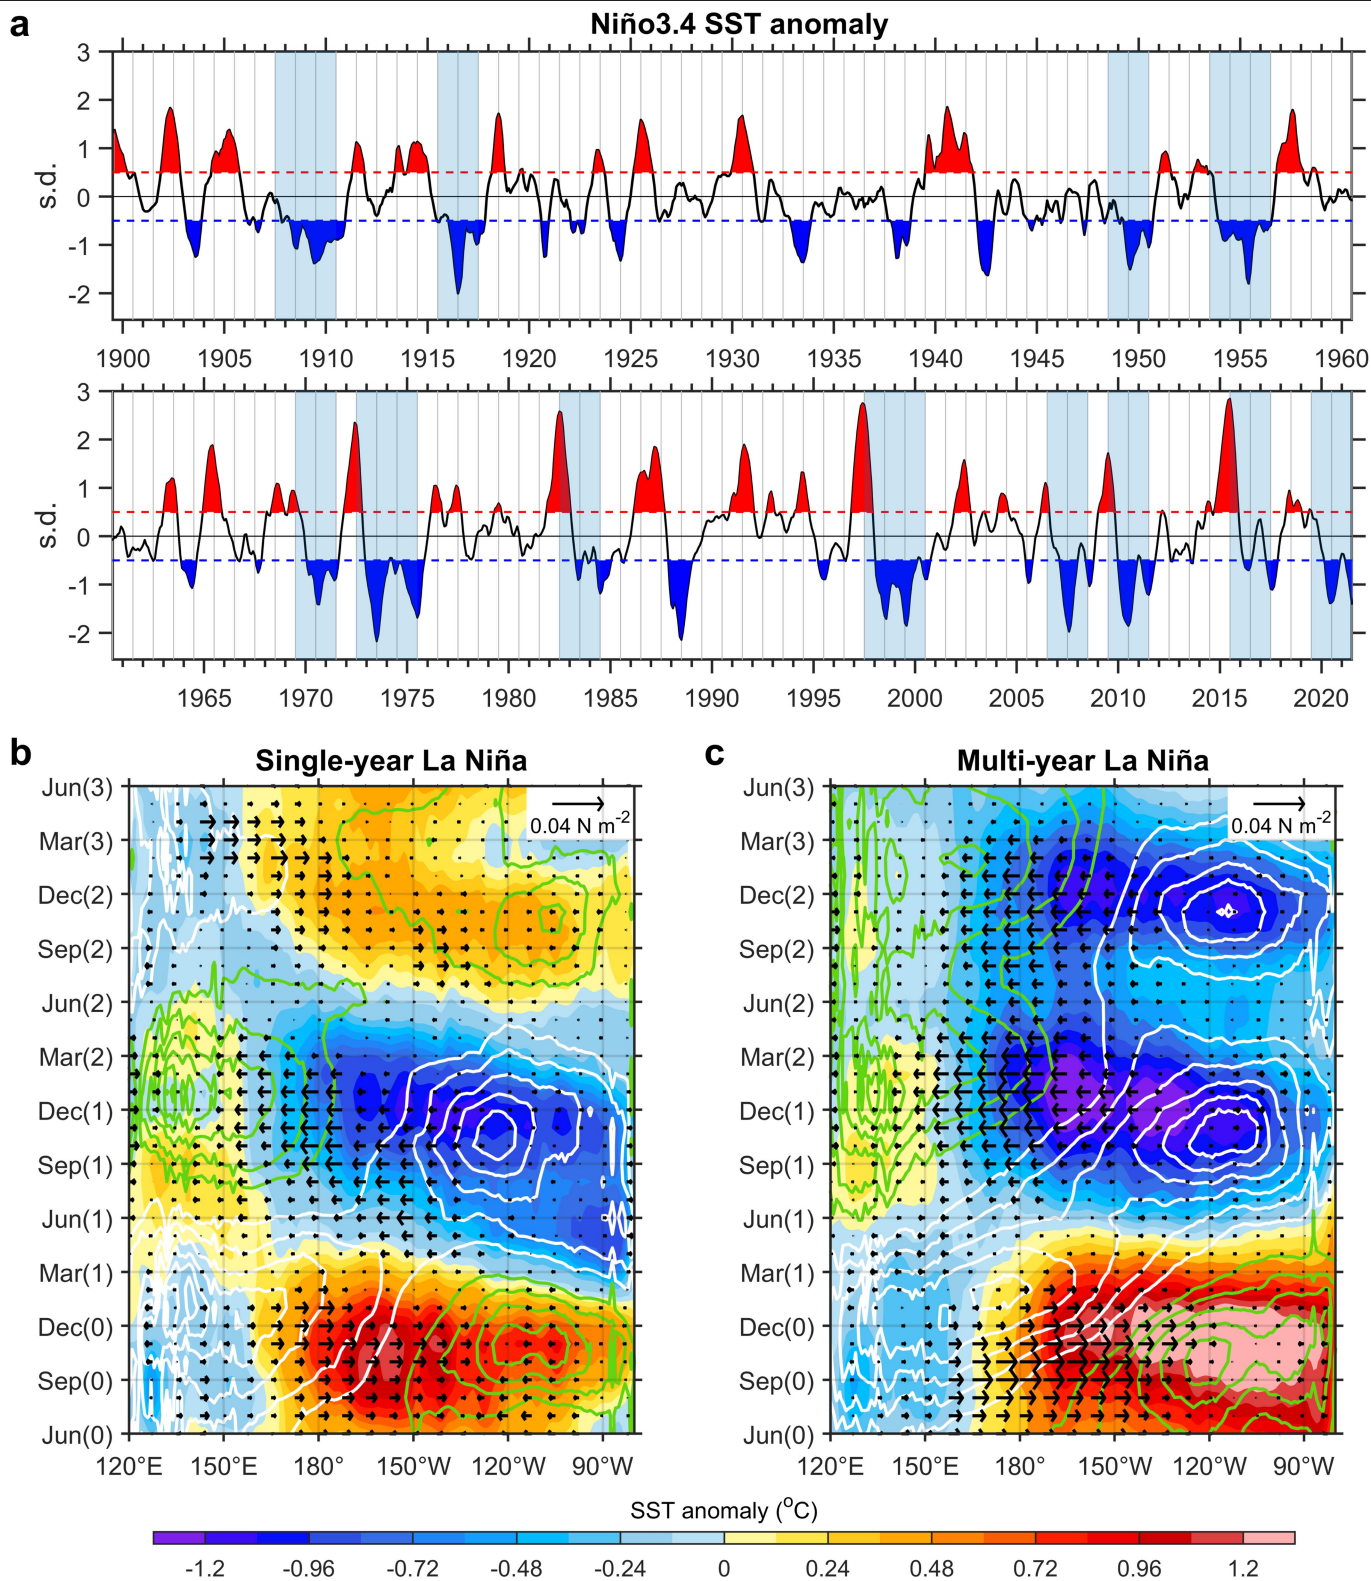 a
Niño3.4 SST anomaly
3
2
1
0
-1
-2
s.d.
1900 1905 1910 1915 1920 1925 1930 1935 1940 1945 1950 1955 1960
3
2
1
0
-1
-2
s.d.
1965 1970 1975 1980 1985 1990 1995 2000 2005 2010 2015 2020
b
Single-year La Niña
Jun(3)
Mar(3)
Dec(2)
Sep(2)
Jun(2)
Mar(2)
Dec(1)
Sep(1)
Jun(1)
Mar(1)
Dec(0)
Sep(0)
Jun(0)
0.04 N m-2
120°E 150°E 180° 150°W 120°W 90°W
c
Multi-year La Niña
Jun(3)
Mar(3)
Dec(2)
Sep(2)
Jun(2)
Mar(2)
Dec(1)
Sep(1)
Jun(1)
Mar(1)
Dec(0)
Sep(0)
Jun(0)
0.04 N m-2
120°E 150°E 180° 150°W 120°W 90°W
SST anomaly (oC)
-1.2 -0.96 -0.72 -0.48 -0.24 0 0.24 0.48 0.72 0.96 1.2